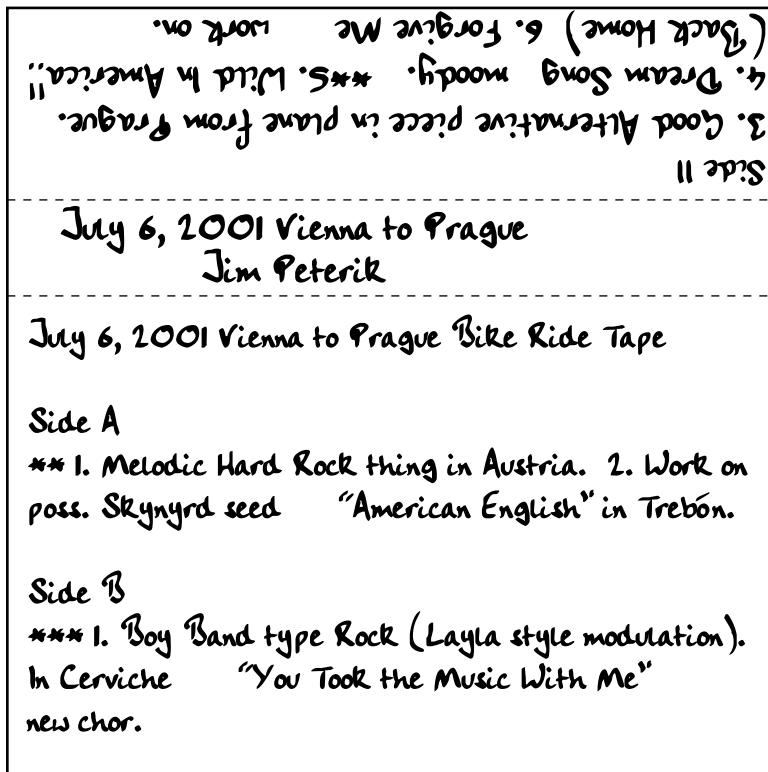 Side II
3. Good Alternative piece in plane from Prague.
4. Dream Song moody. **5. Wild In America!!
(Back Home) 6. Forgive Me work on.
July 6, 2001 Vienna to Prague
Jim Peterik
July 6, 2001 Vienna to Prague Bike Ride Tape
Side A
** 1. Melodic Hard Rock thing in Austria. 2. Work on
poss. Skynyrd seed "American English" in Trebón.
Side B
*** 1. Boy Band type Rock (Layla style modulation).
In Cerviche "You Took the Music With Me"
new chor.